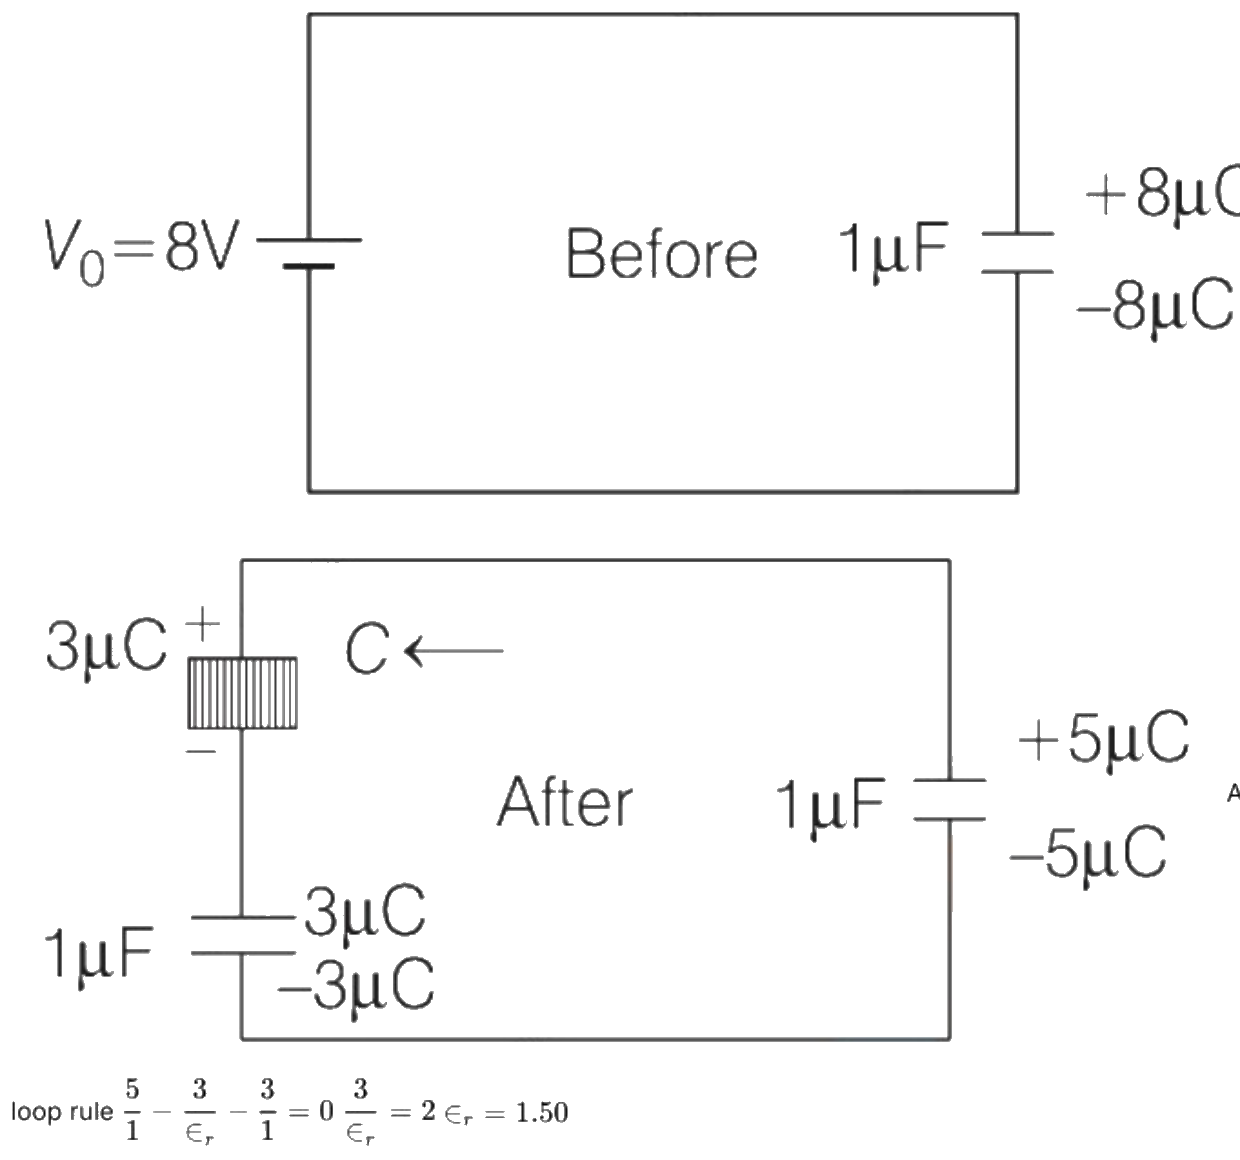 V₀=8V
Before
1μF
+8μC
−8μC
3μC
+
−
C
After
1μF
+5μC
−5μC
1μF
3μC
−3μC
loop rule 5/1 − 3/∈ᵣ − 3/1 = 0 3/∈ᵣ = 2 ∈ᵣ = 1.50